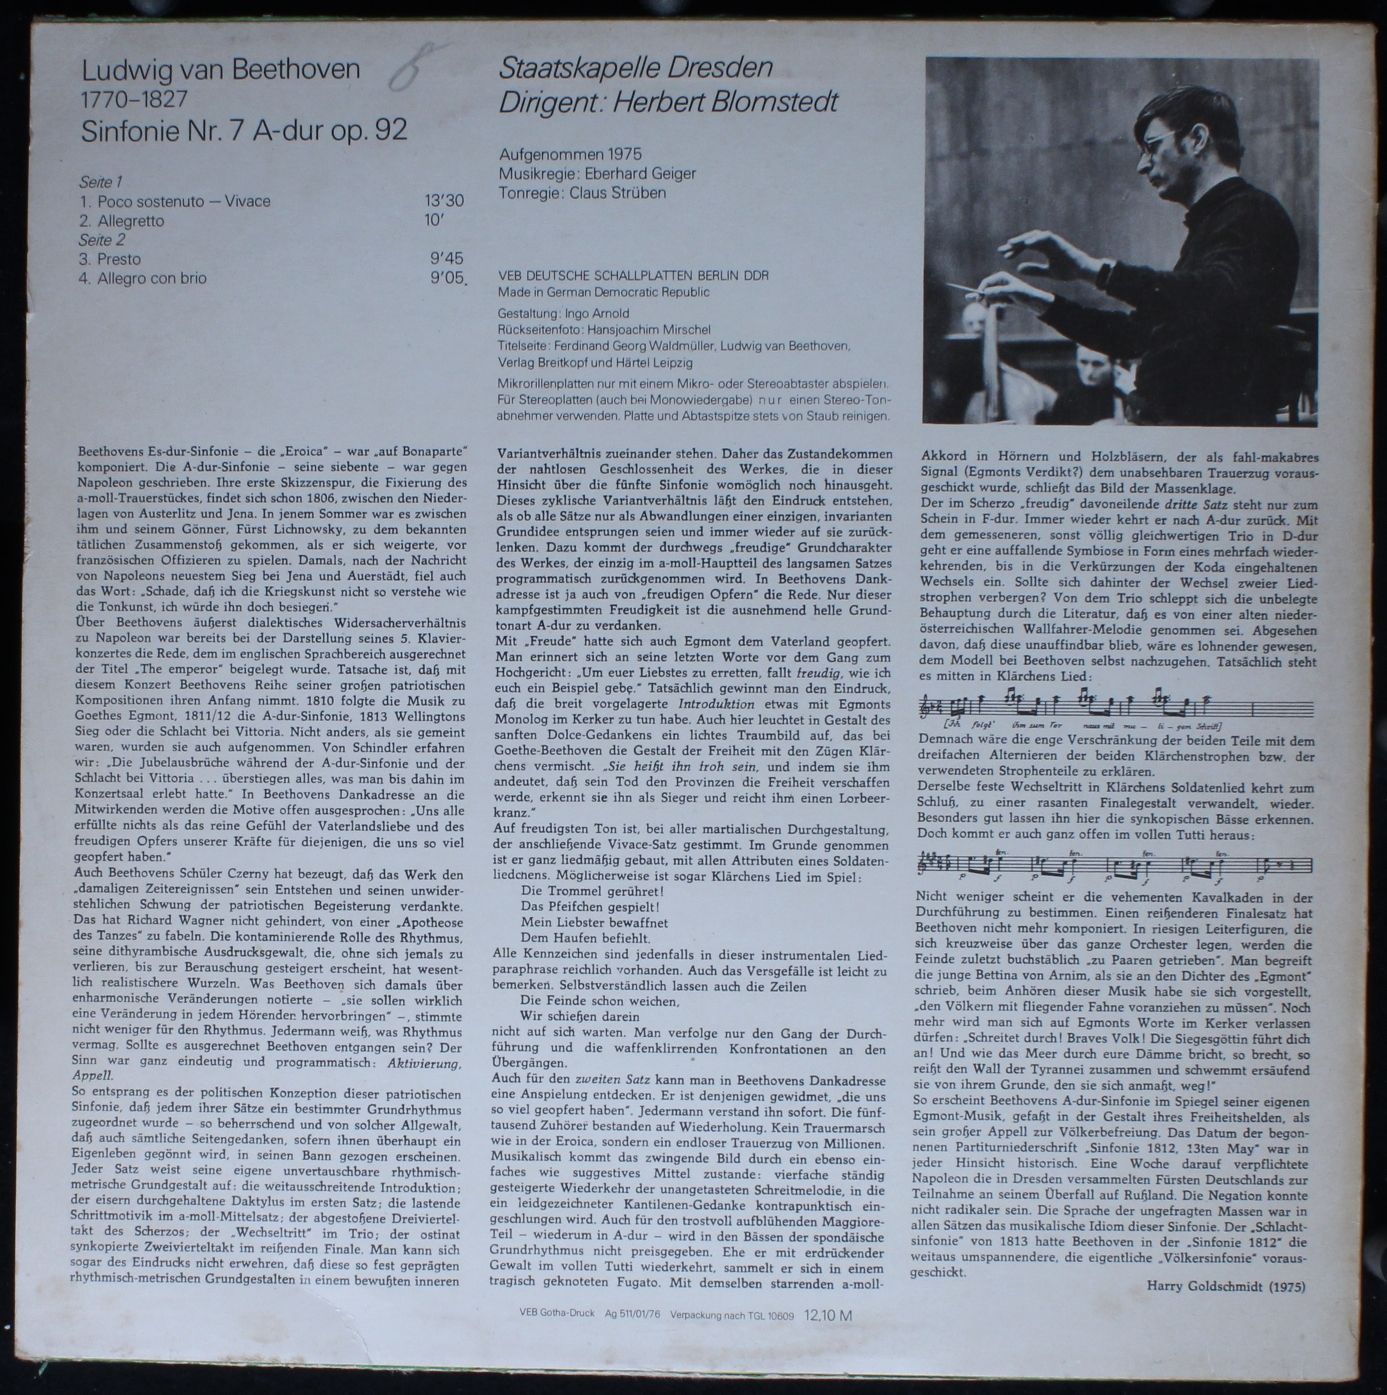 Ludwig van Beethoven
1770–1827
Sinfonie Nr. 7 A-dur op. 92
Seite 1
1. Poco sostenuto – Vivace 13'30
2. Allegretto 10'
Seite 2
3. Presto 9'45
4. Allegro con brio 9'05
Staatskapelle Dresden
Dirigent: Herbert Blomstedt
Aufgenommen 1975
Musikregie: Eberhard Geiger
Tonregie: Claus Strüben
VEB DEUTSCHE SCHALLPLATTEN BERLIN DDR
Made in German Democratic Republic
Gestaltung: Ingo Arnold
Rückseitenfoto: Hansjoachim Mirschel
Titelseite: Ferdinand Georg Waldmüller, Ludwig van Beethoven,
Verlag Breitkopf und Härtel Leipzig
Mikrorillenplatten nur mit einem Mikro- oder Stereoabtaster abspielen.
Für Stereoplatten (auch bei Monowiedergabe) nur einen Stereo-Ton-
abnehmer verwenden. Platte und Abtastspitze stets von Staub reinigen.
Beethovens Es-dur-Sinfonie – die „Eroica“ – war „auf Bonaparte“
komponiert. Die A-dur-Sinfonie – seine siebente – war gegen
Napoleon geschrieben. Ihre erste Skizzenspur, die Fixierung des
a-moll-Trauerstückes, findet sich schon 1806, zwischen den Nieder-
lagen von Austerlitz und Jena. In jenem Sommer war es zwischen
ihm und seinem Gönner, Fürst Lichnowsky, zu dem bekannten
tätlichen Zusammenstoß gekommen, als er sich weigerte, vor
französischen Offizieren zu spielen. Damals, nach der Nachricht
von Napoleons neuestem Sieg bei Jena und Auerstädt, fiel auch
das Wort: „Schade, daß ich die Kriegskunst nicht so verstehe wie
die Tonkunst, ich würde ihn doch besiegen.“
Über Beethovens äußerst dialektisches Widersacherverhältnis
zu Napoleon war bereits bei der Darstellung seines 5. Klavier-
konzertes die Rede, dem im englischen Sprachbereich ausgerechnet
der Titel „The emperor“ beigelegt wurde. Tatsache ist, daß mit
diesem Konzert Beethovens Reihe seiner großen patriotischen
Kompositionen ihren Anfang nimmt. 1810 folgte die Musik zu
Goethes Egmont, 1811/12 die A-dur-Sinfonie, 1813 Wellingtons
Sieg oder die Schlacht bei Vittoria. Nicht anders, als sie gemeint
waren, wurden sie auch aufgenommen. Von Schindler erfahren
wir: „Die Jubelausbrüche während der A-dur-Sinfonie und der
Schlacht bei Vittoria ... überstiegen alles, was man bis dahin im
Konzertsaal erlebt hatte.“ In Beethovens Dankadresse an die
Mitwirkenden werden die Motive offen ausgesprochen: „Uns alle
erfüllte nichts als das reine Gefühl der Vaterlandsliebe und des
freudigen Opfers unserer Kräfte für diejenigen, die uns so viel
geopfert haben.“
Auch Beethovens Schüler Czerny hat bezeugt, daß das Werk den
„damaligen Zeitereignissen“ sein Entstehen und seinen unwider-
stehlichen Schwung der patriotischen Begeisterung verdankte.
Das hat Richard Wagner nicht gehindert, von einer „Apotheose
des Tanzes“ zu fabeln. Die kontaminierende Rolle des Rhythmus,
seine dithyrambische Ausdrucksgewalt, die, ohne sich jemals zu
verlieren, bis zur Berauschung gesteigert erscheint, hat wesent-
lich realistischere Wurzeln. Was Beethoven sich damals über
enharmonische Veränderungen notierte – „sie sollen wirklich
eine Veränderung in jedem Hörenden hervorbringen“ –, stimmte
nicht weniger für den Rhythmus. Jedermann weiß, was Rhythmus
vermag. Sollte es ausgerechnet Beethoven entgangen sein? Der
Sinn war ganz eindeutig und programmatisch: Aktivierung,
Appell.
So entsprang es der politischen Konzeption dieser patriotischen
Sinfonie, daß jedem ihrer Sätze ein bestimmter Grundrhythmus
zugeordnet wurde – so beherrschend und von solcher Allgewalt,
daß auch sämtliche Seitengedanken, sofern ihnen überhaupt ein
Eigenleben gegönnt wird, in seinen Bann gezogen erscheinen.
Jeder Satz weist seine eigene unvertauschbare rhythmisch-
metrische Grundgestalt auf: die weitausschreitende Introduktion;
der eisern durchgehaltene Daktylus im ersten Satz; die lastende
Schrittmotivik im a-moll-Mittelsatz; der abgestoßene Dreiviertel-
takt des Scherzos; der „Wechseltritt“ im Trio; der ostinat
synkopierte Zweivierteltakt im reißenden Finale. Man kann sich
sogar des Eindrucks nicht erwehren, daß diese so fest geprägten
rhythmisch-metrischen Grundgestalten in einem bewußten inneren
Variantverhältnis zueinander stehen. Daher das Zustandekommen
der nahtlosen Geschlossenheit des Werkes, die in dieser
Hinsicht über die fünfte Sinfonie womöglich noch hinausgeht.
Dieses zyklische Variantverhältnis läßt den Eindruck entstehen,
als ob alle Sätze nur als Abwandlungen einer einzigen, invarianten
Grundidee entsprungen seien und immer wieder auf sie zurück-
lenken. Dazu kommt der durchwegs „freudige“ Grundcharakter
des Werkes, der einzig im a-moll-Hauptteil des langsamen Satzes
programmatisch zurückgenommen wird. In Beethovens Dank-
adresse ist ja auch von „freudigen Opfern“ die Rede. Nur dieser
kampfgestimmten Freudigkeit ist die ausnehmend helle Grund-
tonart A-dur zu verdanken.
Mit „Freude“ hatte sich auch Egmont dem Vaterland geopfert.
Man erinnert sich an seine letzten Worte vor dem Gang zum
Hochgericht: „Um euer Liebstes zu erretten, fallt freudig, wie ich
euch ein Beispiel gebe.“ Tatsächlich gewinnt man den Eindruck,
daß die breit vorgelagerte Introduktion etwas mit Egmonts
Monolog im Kerker zu tun habe. Auch hier leuchtet in Gestalt des
sanften Dolce-Gedankens ein lichtes Traumbild auf, das bei
Goethe-Beethoven die Gestalt der Freiheit mit den Zügen Klär-
chens vermischt. „Sie heißt ihn froh sein, und indem sie ihm
andeutet, daß sein Tod den Provinzen die Freiheit verschaffen
werde, erkennt sie ihn als Sieger und reicht ihm einen Lorbeer-
kranz.“
Auf freudigsten Ton ist, bei aller martialischen Durchgestaltung,
der anschließende Vivace-Satz gestimmt. Im Grunde genommen
ist er ganz liedmäßig gebaut, mit allen Attributen eines Soldaten-
liedchens. Möglicherweise ist sogar Klärchens Lied im Spiel:
Die Trommel gerühret!
Das Pfeifchen gespielt!
Mein Liebster bewaffnet
Dem Haufen befiehlt.
Alle Kennzeichen sind jedenfalls in dieser instrumentalen Lied-
paraphrase reichlich vorhanden. Auch das Versgefälle ist leicht zu
bemerken. Selbstverständlich lassen auch die Zeilen
Die Feinde schon weichen,
Wir schießen darein
nicht auf sich warten. Man verfolge nur den Gang der Durch-
führung und die waffenklirrenden Konfrontationen an den
Übergängen.
Auch für den zweiten Satz kann man in Beethovens Dankadresse
eine Anspielung entdecken. Er ist denjenigen gewidmet, „die uns
so viel geopfert haben“. Jedermann verstand ihn sofort. Die fünf-
tausend Zuhörer bestanden auf Wiederholung. Kein Trauermarsch
wie in der Eroica, sondern ein endloser Trauerzug von Millionen.
Musikalisch kommt das zwingende Bild durch ein ebenso ein-
faches wie suggestives Mittel zustande: vierfache ständig
gesteigerte Wiederkehr der unangetasteten Schreitmelodie, in die
ein leidgezeichneter Kantilenen-Gedanke kontrapunktisch ein-
geschlungen wird. Auch für den trostvoll aufblühenden Maggiore-
Teil – wiederum in A-dur – wird in den Bässen der spondäische
Grundrhythmus nicht preisgegeben. Ehe er mit erdrückender
Gewalt im vollen Tutti wiederkehrt, sammelt er sich in einem
tragisch geknoteten Fugato. Mit demselben starrenden a-moll-
Akkord in Hörnern und Holzbläsern, der als fahl-makabres
Signal (Egmonts Verdikt?) dem unabsehbaren Trauerzug voraus-
geschickt wurde, schließt das Bild der Massenklage.
Der im Scherzo „freudig“ davoneilende dritte Satz steht nur zum
Schein in F-dur. Immer wieder kehrt er nach A-dur zurück. Mit
dem gemesseneren, sonst völlig gleichwertigen Trio in D-dur
geht er eine auffallende Symbiose in Form eines mehrfach wieder-
kehrenden, bis in die Verkürzungen der Koda eingehaltenen
Wechsels ein. Sollte sich dahinter der Wechsel zweier Lied-
strophen verbergen? Von dem Trio schleppt sich die unbelegte
Behauptung durch die Literatur, daß es von einer alten nieder-
österreichischen Wallfahrer-Melodie genommen sei. Abgesehen
davon, daß diese unauffindbar blieb, wäre es lohnender gewesen,
dem Modell bei Beethoven selbst nachzugehen. Tatsächlich steht
es mitten in Klärchens Lied:
[Ich folgt' ihm zum Tor naus mit mu – ti – gem Schritt]
Demnach wäre die enge Verschränkung der beiden Teile mit dem
dreifachen Alternieren der beiden Klärchenstrophen bzw. der
verwendeten Strophenteile zu erklären.
Derselbe feste Wechseltritt in Klärchens Soldatenlied kehrt zum
Schluß, zu einer rasanten Finalegestalt verwandelt, wieder.
Besonders gut lassen ihn hier die synkopischen Bässe erkennen.
Doch kommt er auch ganz offen im vollen Tutti heraus:
ten. ten. ten. ten.
p f p f p f p f p
Nicht weniger scheint er die vehementen Kavalkaden in der
Durchführung zu bestimmen. Einen reißenderen Finalesatz hat
Beethoven nicht mehr komponiert. In riesigen Leiterfiguren, die
sich kreuzweise über das ganze Orchester legen, werden die
Feinde zuletzt buchstäblich „zu Paaren getrieben“. Man begreift
die junge Bettina von Arnim, als sie an den Dichter des „Egmont“
schrieb, beim Anhören dieser Musik habe sie sich vorgestellt,
„den Völkern mit fliegender Fahne voranziehen zu müssen“. Noch
mehr wird man sich auf Egmonts Worte im Kerker verlassen
dürfen: „Schreitet durch! Braves Volk! Die Siegesgöttin führt dich
an! Und wie das Meer durch eure Dämme bricht, so brecht, so
reißt den Wall der Tyrannei zusammen und schwemmt ersäufend
sie von ihrem Grunde, den sie sich anmaßt, weg!“
So erscheint Beethovens A-dur-Sinfonie im Spiegel seiner eigenen
Egmont-Musik, gefaßt in der Gestalt ihres Freiheitshelden, als
sein großer Appell zur Völkerbefreiung. Das Datum der begon-
nenen Partiturniederschrift „Sinfonie 1812, 13ten May“ war in
jeder Hinsicht historisch. Eine Woche darauf verpflichtete
Napoleon die in Dresden versammelten Fürsten Deutschlands zur
Teilnahme an seinem Überfall auf Rußland. Die Negation konnte
nicht radikaler sein. Die Sprache der ungefragten Massen war in
allen Sätzen das musikalische Idiom dieser Sinfonie. Der „Schlacht-
sinfonie“ von 1813 hatte Beethoven in der „Sinfonie 1812“ die
weitaus umspannendere, die eigentliche „Völkersinfonie“ voraus-
geschickt.
Harry Goldschmidt (1975)
VEB Gotha-Druck Ag 511/01/76 Verpackung nach TGL 10609 12,10 M